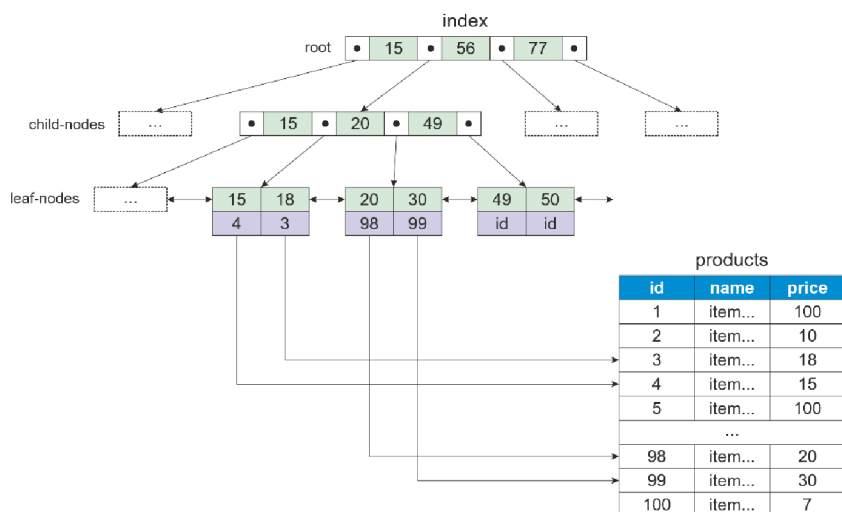 index
root 15 56 77
child-nodes ... 15 20 49 ... ...
leaf-nodes ... 15 18 20 30 49 50
4 3 98 99 id id
products
id name price
1 item... 100
2 item... 10
3 item... 18
4 item... 15
5 item... 100
...
98 item... 20
99 item... 30
100 item... 7